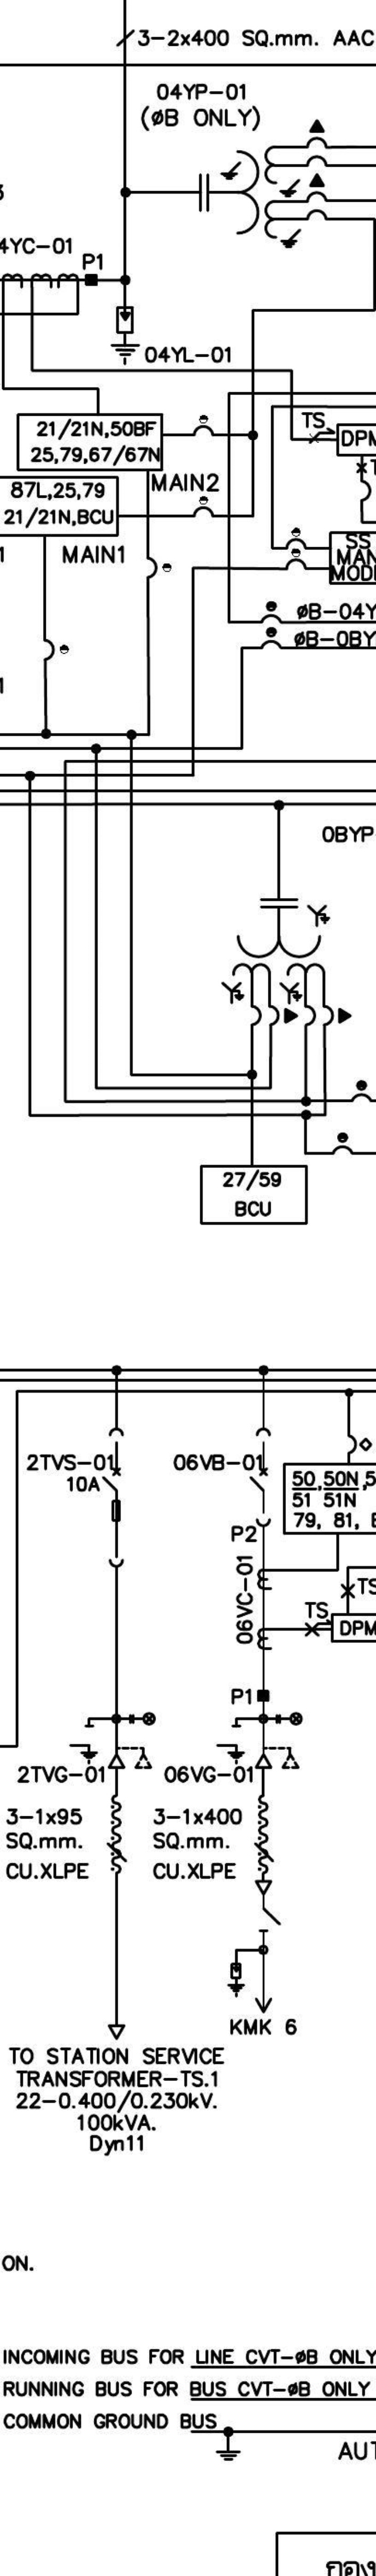 3-2x400 SQ.mm. AAC
04YP-01
(øB ONLY)
4YC-01
P1
04YL-01
21/21N,50BF
25,79,67/67N
MAIN2
TS
DPM
87L,25,79
21/21N,BCU
MAIN1
SS
MAN
MODE
øB-04Y
øB-0BY
0BYP
27/59
BCU
2TVS-01
10A
06VB-01
P2
50,50N,5
51 51N
79, 81,
06VC-01
TS
TS
DPM
P1
2TVG-01
06VG-01
3-1x95
SQ.mm.
CU.XLPE
3-1x400
SQ.mm.
CU.XLPE
KMK 6
TO STATION SERVICE
TRANSFORMER-TS.1
22-0.400/0.230kV.
100kVA.
Dyn11
ON.
INCOMING BUS FOR LINE CVT-øB ONLY
RUNNING BUS FOR BUS CVT-øB ONLY
COMMON GROUND BUS
AUT
กอง